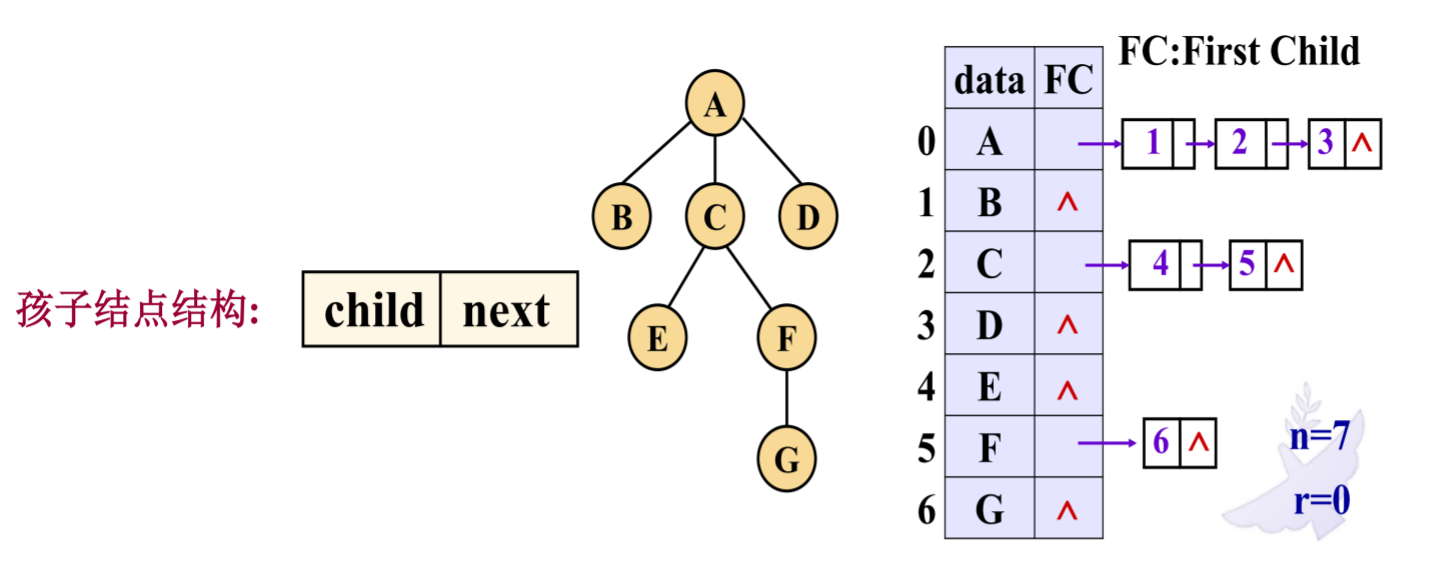 孩子结点结构:
child next
A
B C D
E F
G
FC:First Child
data FC
0 A 1 2 3 ^
1 B ^
2 C 4 5 ^
3 D ^
4 E ^
5 F 6 ^
6 G ^
n=7
r=0